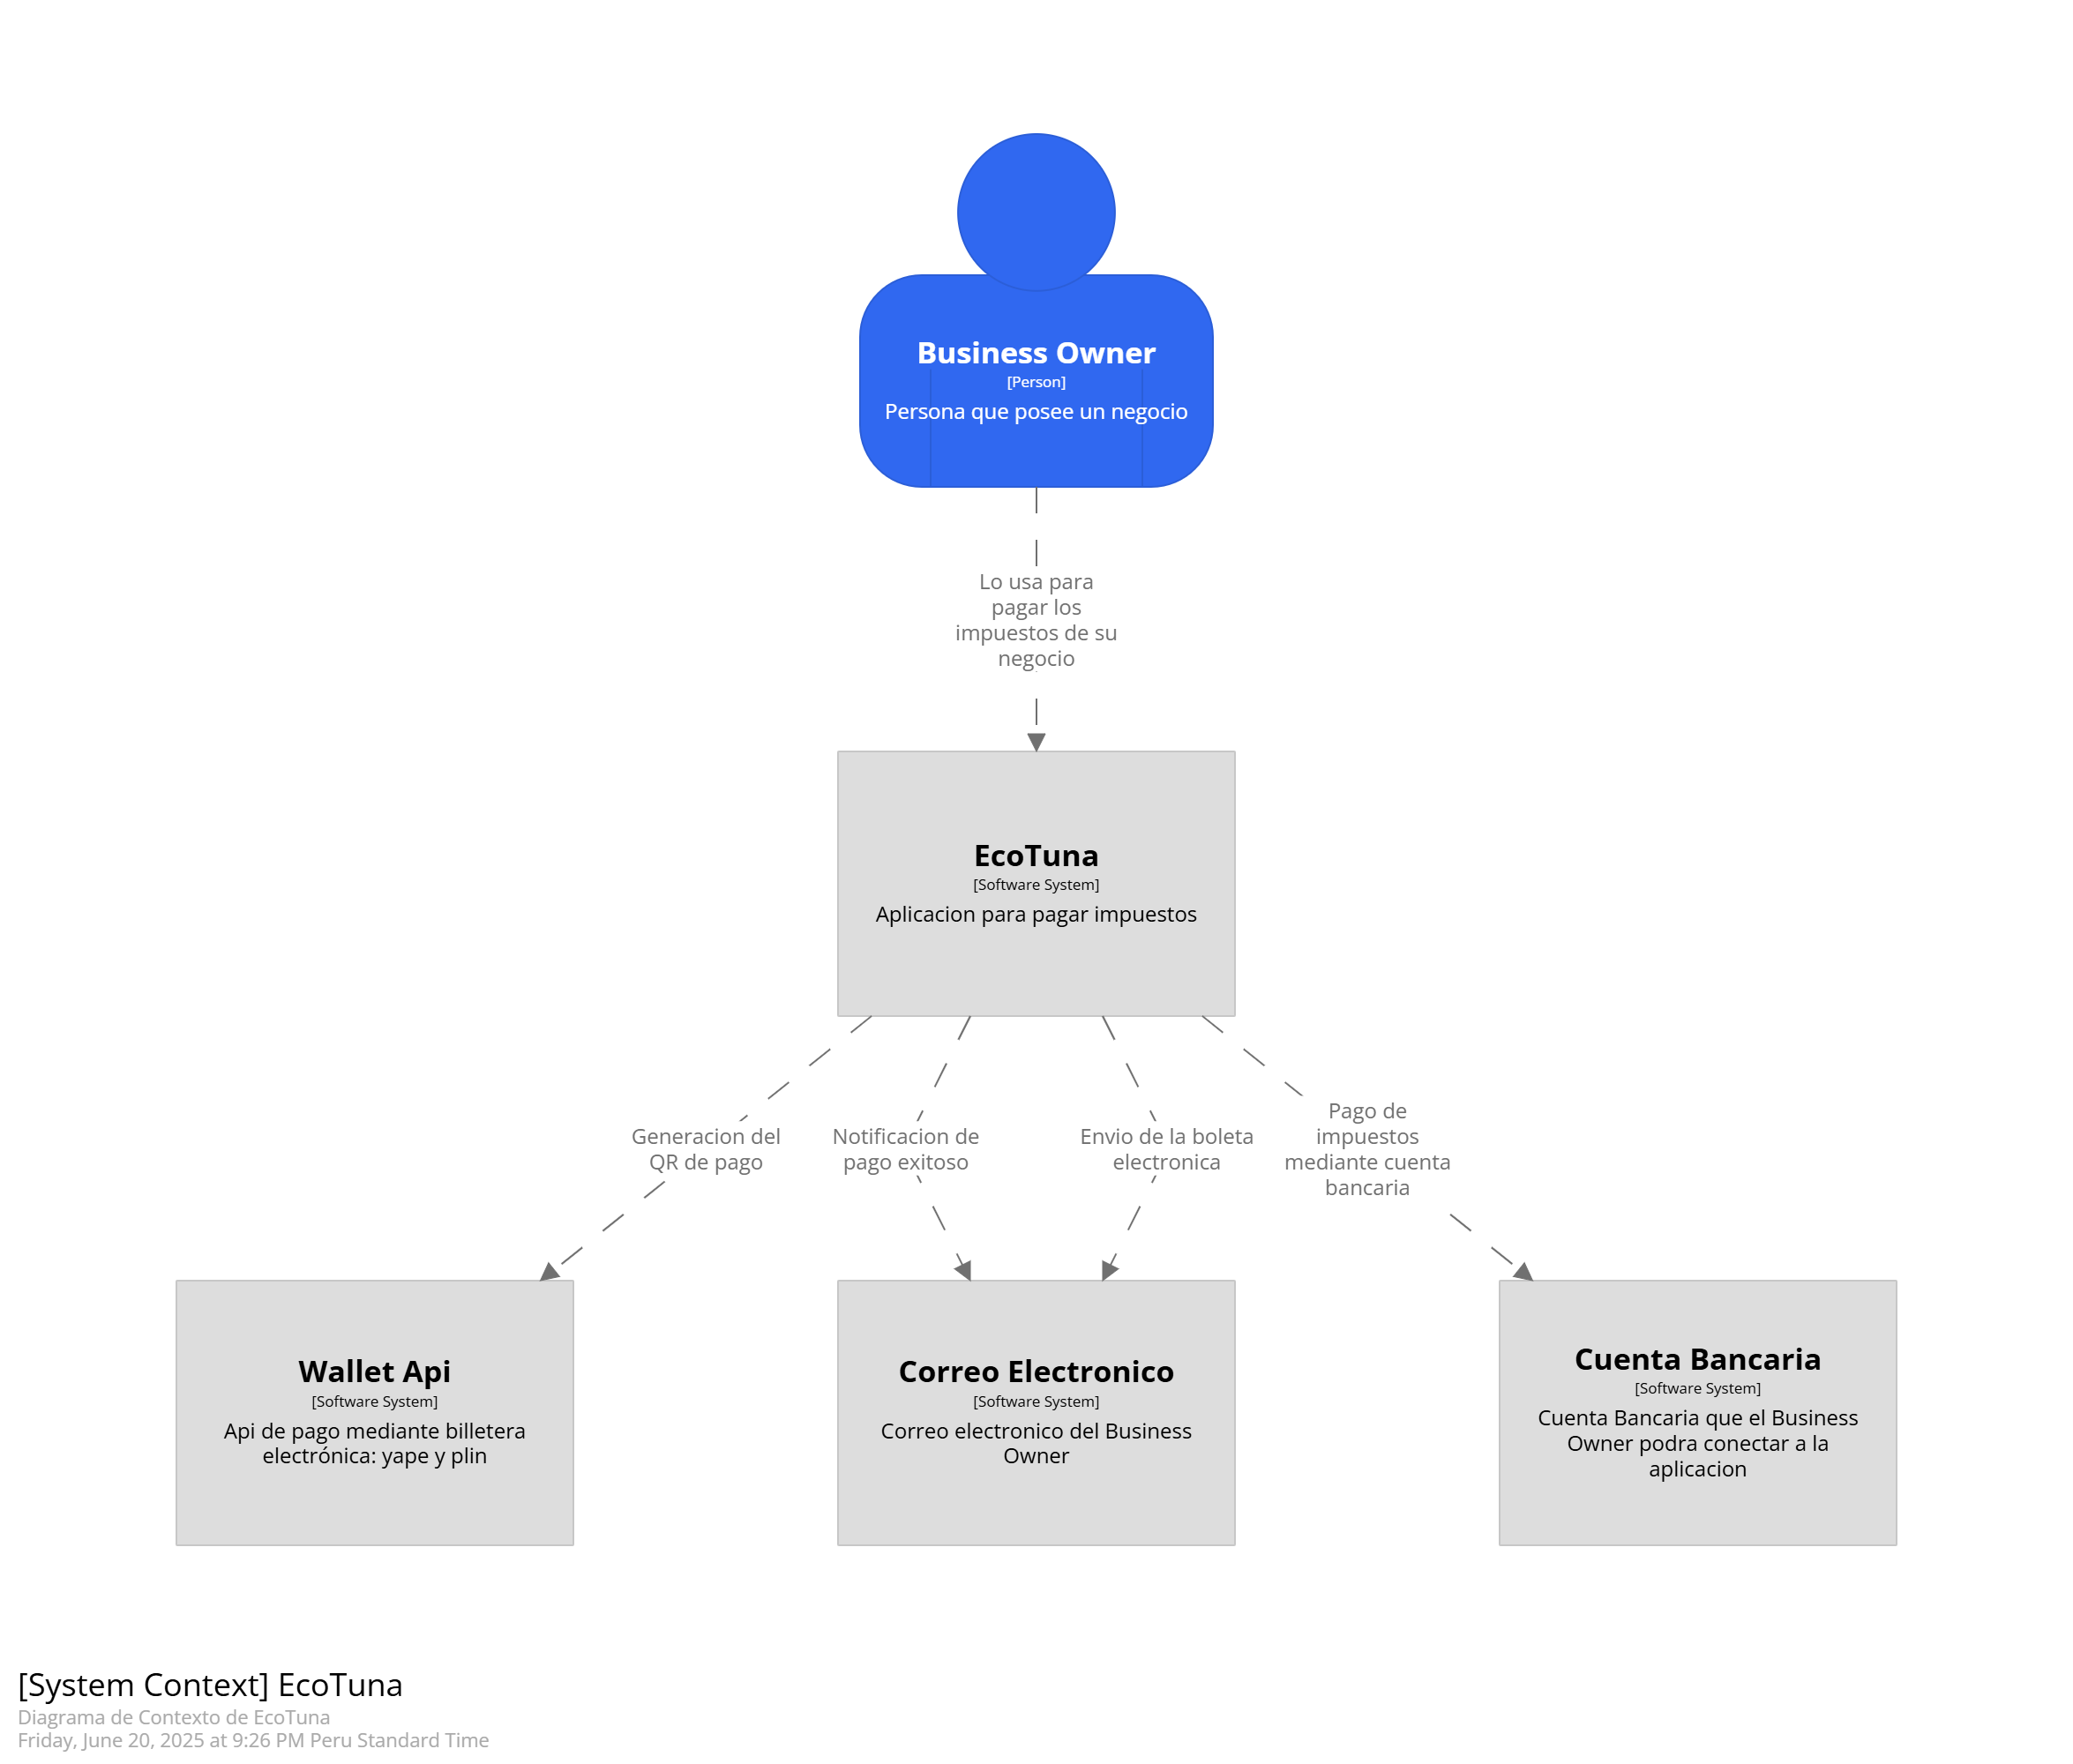 Business Owner
[Person]
Persona que posee un negocio
Lo usa para
pagar los
impuestos de su
negocio
EcoTuna
[Software System]
Aplicacion para pagar impuestos
Generacion del
QR de pago
Notificacion de
pago exitoso
Envio de la boleta
electronica
Pago de
impuestos
mediante cuenta
bancaria
Wallet Api
[Software System]
Api de pago mediante billetera
electrónica: yape y plin
Correo Electronico
[Software System]
Correo electronico del Business
Owner
Cuenta Bancaria
[Software System]
Cuenta Bancaria que el Business
Owner podra conectar a la
aplicacion
[System Context] EcoTuna
Diagrama de Contexto de EcoTuna
Friday, June 20, 2025 at 9:26 PM Peru Standard Time